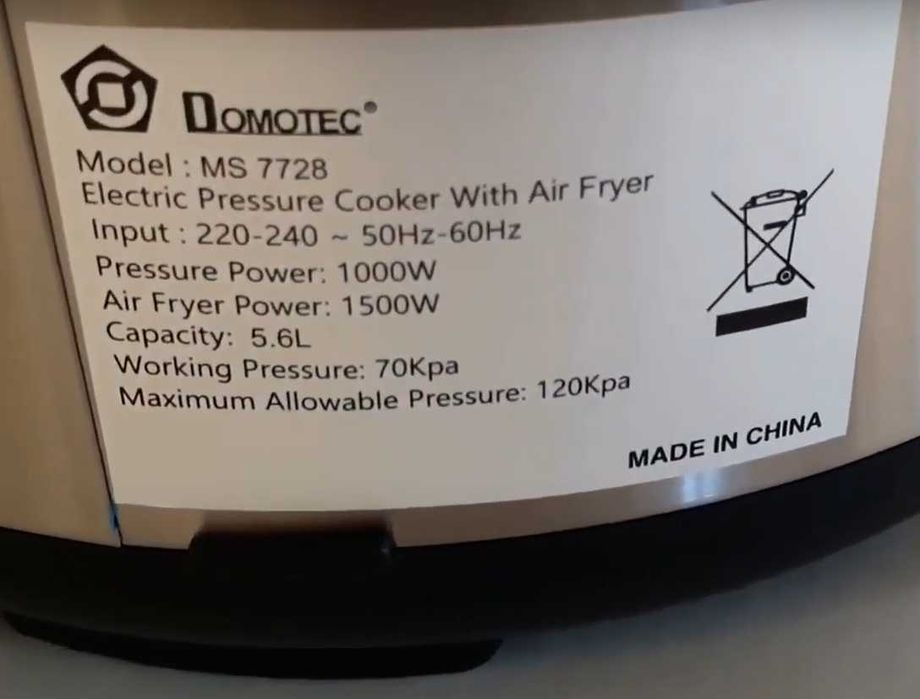 DOMOTEC®
Model : MS 7728
Electric Pressure Cooker With Air Fryer
Input : 220-240 ~ 50Hz-60Hz
Pressure Power: 1000W
Air Fryer Power: 1500W
Capacity: 5.6L
Working Pressure: 70Kpa
Maximum Allowable Pressure: 120Kpa
MADE IN CHINA